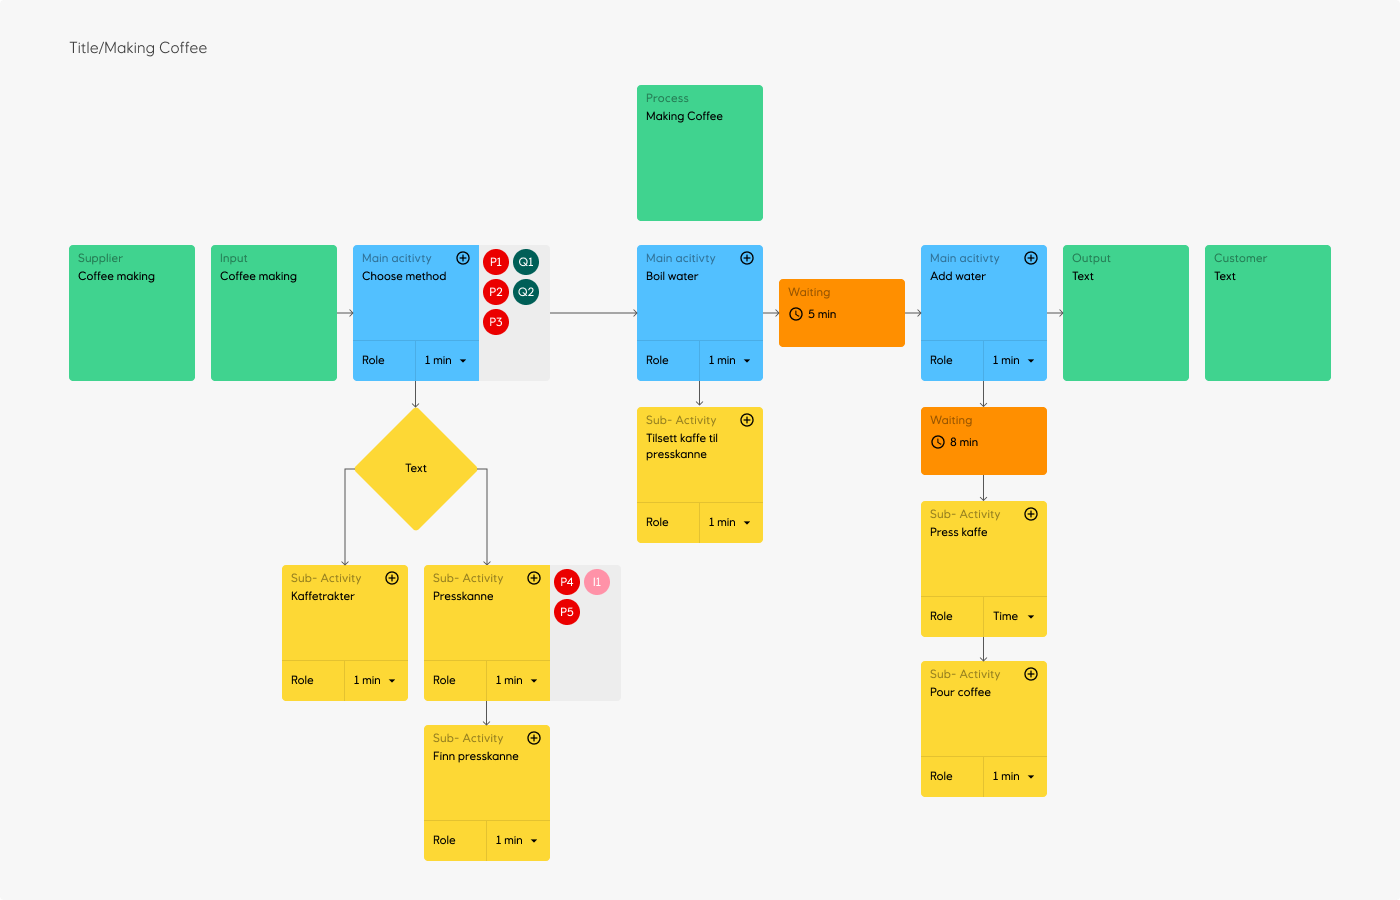 Title/Making Coffee
Process
Making Coffee
Supplier
Coffee making
Input
Coffee making
Main acitivty
Choose method
Role
1 min
P1
Q1
P2
Q2
P3
Main acitivty
Boil water
Role
1 min
Waiting
5 min
Main acitivty
Add water
Role
1 min
Output
Text
Customer
Text
Text
Sub- Activity
Kaffetrakter
Role
1 min
Sub- Activity
Presskanne
Role
1 min
P4
I1
P5
Sub- Activity
Finn presskanne
Role
1 min
Sub- Activity
Tilsett kaffe til
presskanne
Role
1 min
Waiting
8 min
Sub- Activity
Press kaffe
Role
Time
Sub- Activity
Pour coffee
Role
1 min